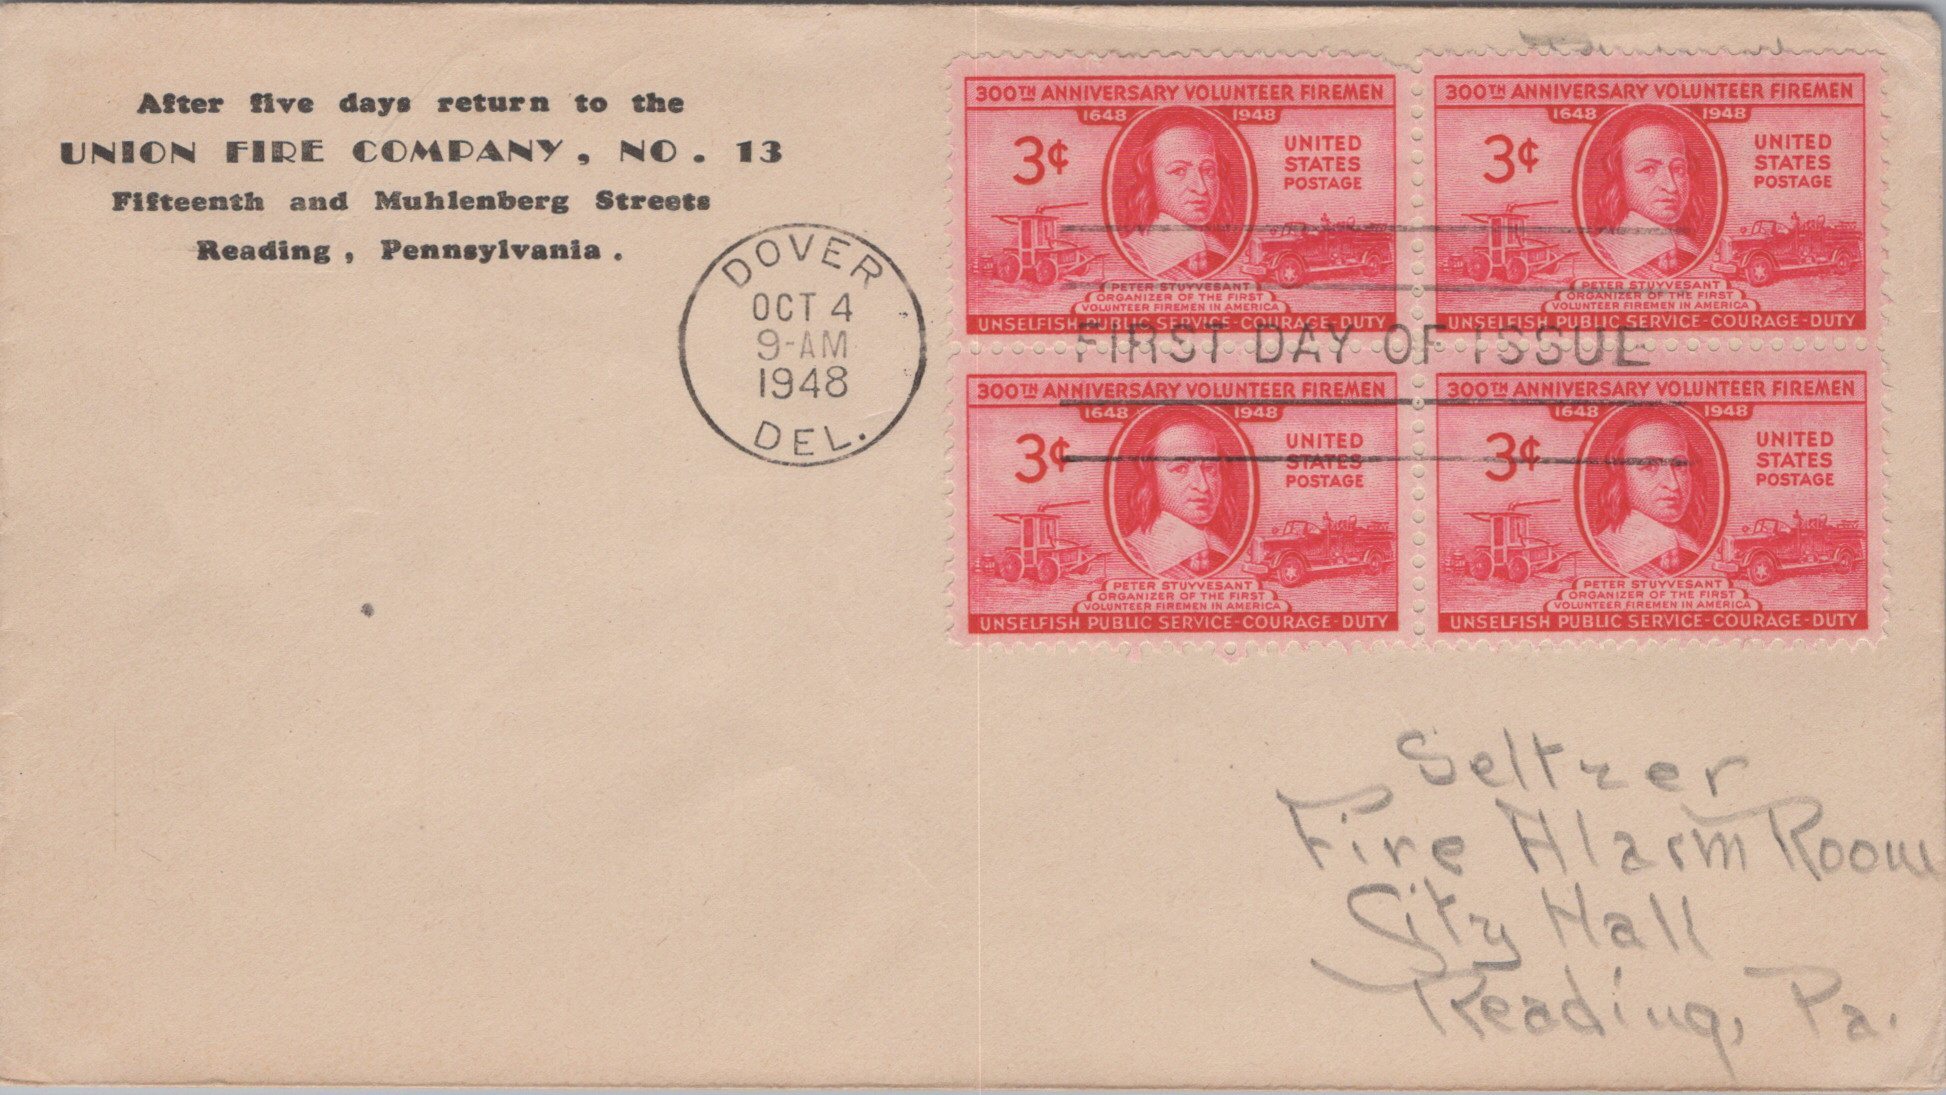 After five days return to the
UNION FIRE COMPANY, NO. 13
Fifteenth and Muhlenberg Streets
Reading, Pennsylvania.
DOVER
OCT 4
9-AM
1948
DEL.
FIRST DAY OF ISSUE
300TH ANNIVERSARY VOLUNTEER FIREMEN
1648 1948
3¢
UNITED
STATES
POSTAGE
PETER STUYVESANT
ORGANIZER OF THE FIRST
VOLUNTEER FIREMEN IN AMERICA
UNSELFISH PUBLIC SERVICE-COURAGE-DUTY
300TH ANNIVERSARY VOLUNTEER FIREMEN
1648 1948
3¢
UNITED
STATES
POSTAGE
PETER STUYVESANT
ORGANIZER OF THE FIRST
VOLUNTEER FIREMEN IN AMERICA
UNSELFISH PUBLIC SERVICE-COURAGE-DUTY
300TH ANNIVERSARY VOLUNTEER FIREMEN
1648 1948
3¢
UNITED
STATES
POSTAGE
PETER STUYVESANT
ORGANIZER OF THE FIRST
VOLUNTEER FIREMEN IN AMERICA
UNSELFISH PUBLIC SERVICE-COURAGE-DUTY
300TH ANNIVERSARY VOLUNTEER FIREMEN
1648 1948
3¢
UNITED
STATES
POSTAGE
PETER STUYVESANT
ORGANIZER OF THE FIRST
VOLUNTEER FIREMEN IN AMERICA
UNSELFISH PUBLIC SERVICE-COURAGE-DUTY
Seltzer
Fire Alarm Room
City Hall
Reading, Pa.